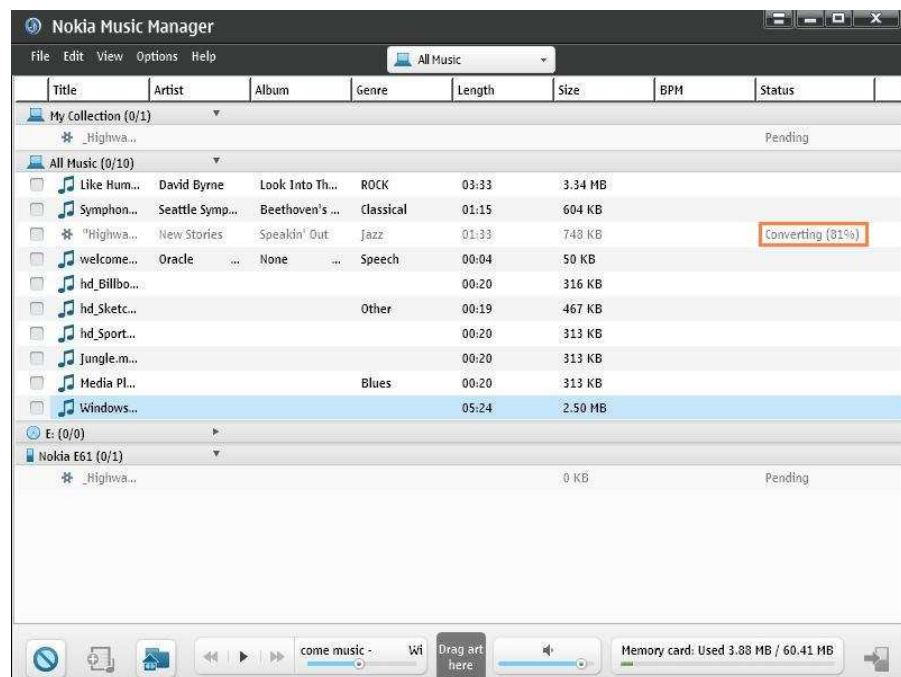 Nokia Music Manager
File Edit View Options Help All Music
Title Artist Album Genre Length Size BPM Status
My Collection (0/1)
_Highwa... Pending
All Music (0/10)
Like Hum... David Byrne Look Into Th... ROCK 03:33 3.34 MB
Symphon... Seattle Symp... Beethoven's ... Classical 01:15 604 KB
"Highwa... New Stories Speakin' Out Jazz 01:33 748 KB Converting (81%)
welcome... Oracle ... None ... Speech 00:04 50 KB
hd_Billbo... 00:20 316 KB
hd_Sketc... Other 00:19 467 KB
hd_Sport... 00:20 313 KB
Jungle.m... 00:20 313 KB
Media Pl... Blues 00:20 313 KB
Windows... 05:24 2.50 MB
E: (0/0)
Nokia E61 (0/1)
_Highwa... 0 KB Pending
come music - Wi Drag art here Memory card: Used 3.88 MB / 60.41 MB